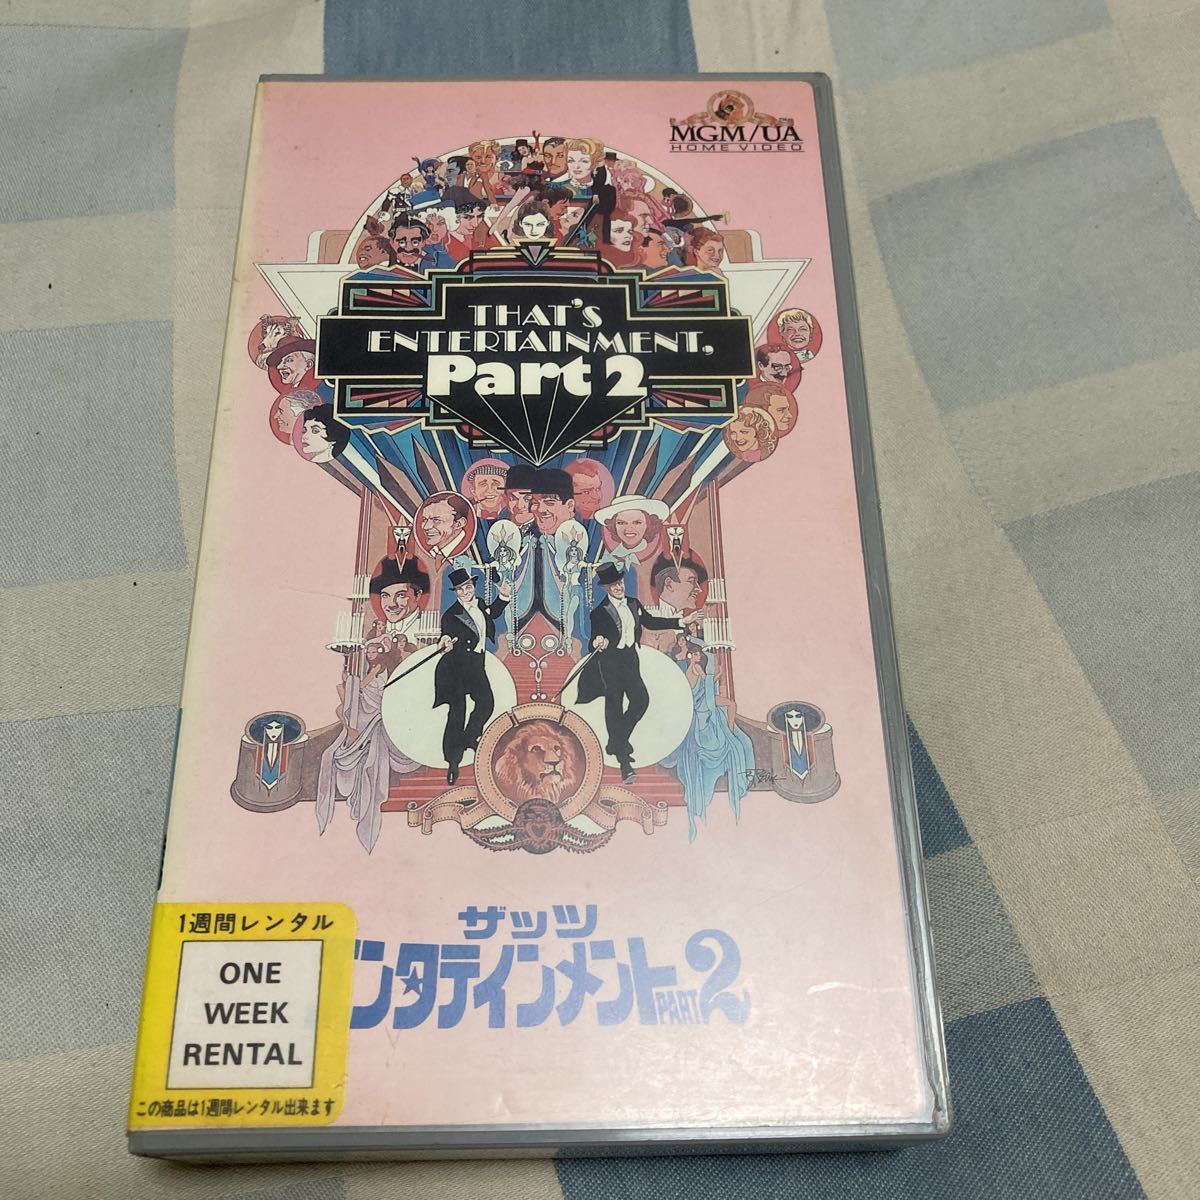 MGM/UA
HOME VIDEO
THAT'S
ENTERTAINMENT,
Part 2
ザッツ
ンタテインメント PART2
1週間レンタル
ONE
WEEK
RENTAL
この商品は1週間レンタル出来ます